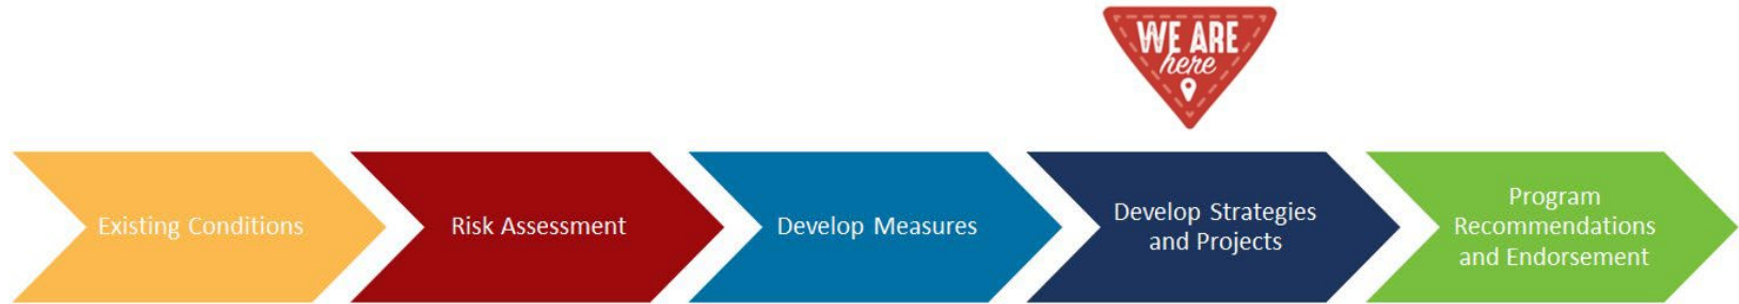 WE ARE
here
Existing Conditions
Risk Assessment
Develop Measures
Develop Strategies
and Projects
Program
Recommendations
and Endorsement